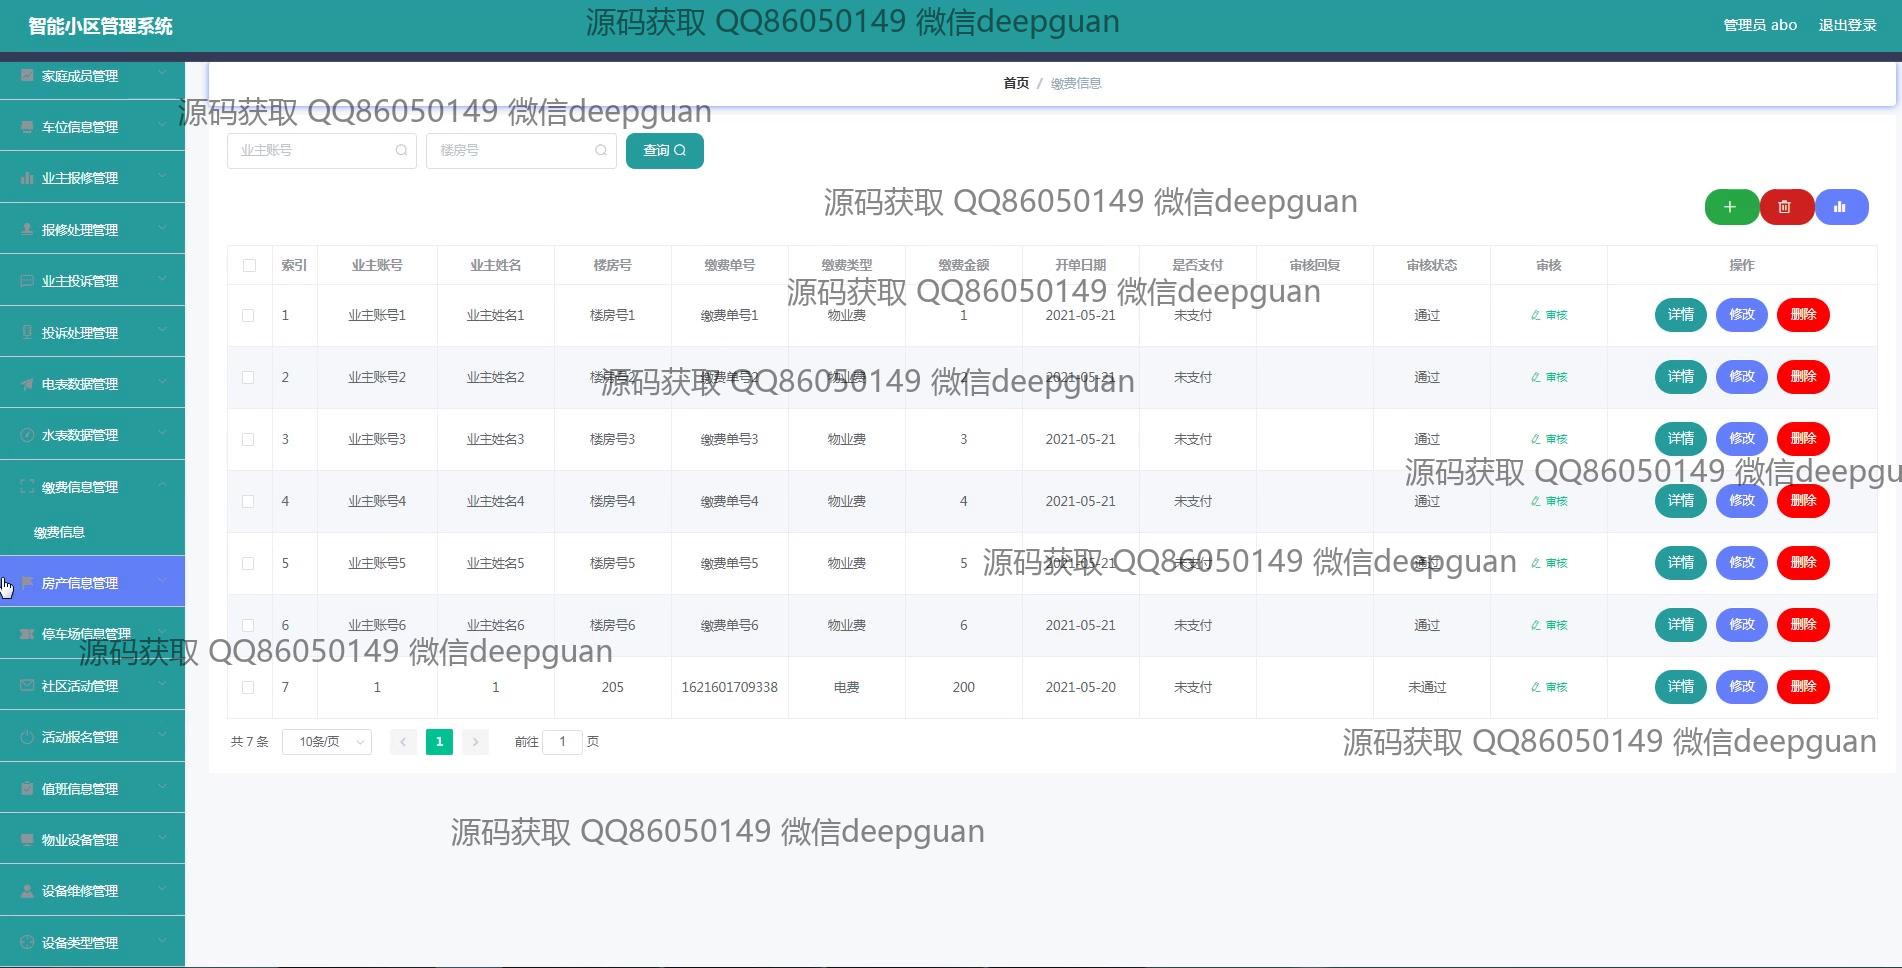 智能小区管理系统
源码获取 QQ86050149 微信deepguan
管理员 abo 退出登录
家庭成员管理
车位信息管理
业主报修管理
报修处理管理
业主投诉管理
投诉处理管理
电表数据管理
水表数据管理
缴费信息管理
缴费信息
房产信息管理
停车场信息管理
社区活动管理
活动报名管理
值班信息管理
物业设备管理
设备维修管理
设备类型管理
首页 / 缴费信息
源码获取 QQ86050149 微信deepguan
业主账号 楼房号 查询
源码获取 QQ86050149 微信deepguan
索引 业主账号 业主姓名 楼房号 缴费单号 缴费类型 缴费金额 开单日期 是否支付 审核回复 审核状态 审核 操作
源码获取 QQ86050149 微信deepguan
1 业主账号1 业主姓名1 楼房号1 缴费单号1 物业费 1 2021-05-21 未支付 通过 审核 详情 修改 删除
2 业主账号2 业主姓名2 楼房号2 缴费单号2 物业费 2 2021-05-21 未支付 通过 审核 详情 修改 删除
源码获取 QQ86050149 微信deepguan
3 业主账号3 业主姓名3 楼房号3 缴费单号3 物业费 3 2021-05-21 未支付 通过 审核 详情 修改 删除
源码获取 QQ86050149 微信deepgu
4 业主账号4 业主姓名4 楼房号4 缴费单号4 物业费 4 2021-05-21 未支付 通过 审核 详情 修改 删除
5 业主账号5 业主姓名5 楼房号5 缴费单号5 物业费 5 2021-05-21 未支付 通过 审核 详情 修改 删除
源码获取 QQ86050149 微信deepguan
6 业主账号6 业主姓名6 楼房号6 缴费单号6 物业费 6 2021-05-21 未支付 通过 审核 详情 修改 删除
源码获取 QQ86050149 微信deepguan
7 1 1 205 1621601709338 电费 200 2021-05-20 未支付 未通过 审核 详情 修改 删除
共 7 条 10条/页 1 前往 1 页
源码获取 QQ86050149 微信deepguan
源码获取 QQ86050149 微信deepguan